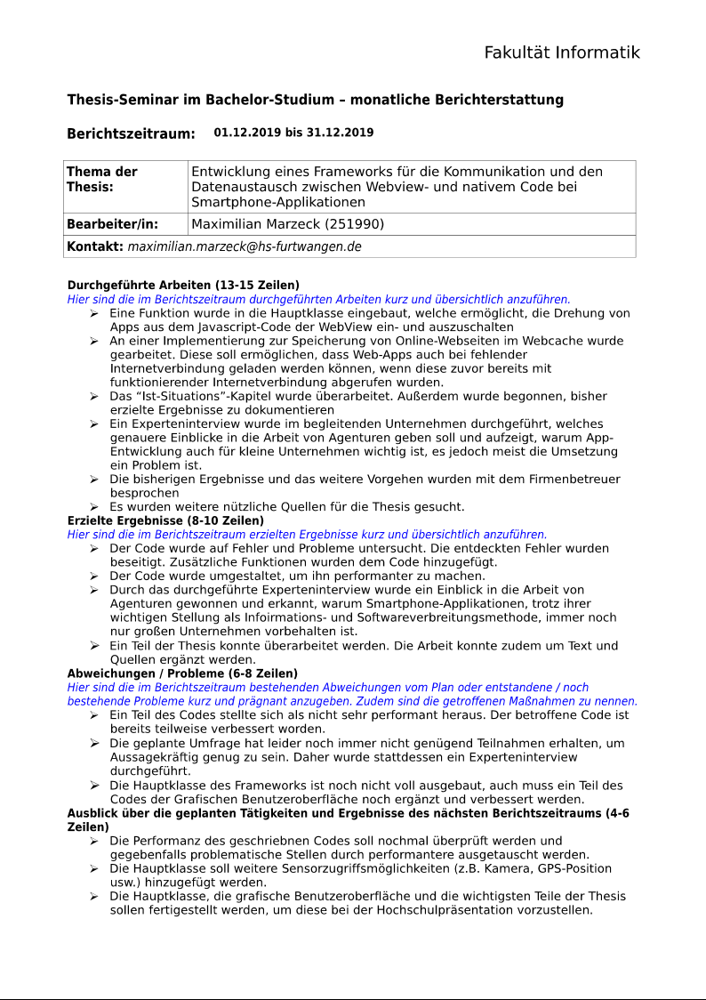 Fakultät Informatik
Thesis-Seminar im Bachelor-Studium – monatliche Berichterstattung
Berichtszeitraum: 01.12.2019 bis 31.12.2019
Thema der Thesis: Entwicklung eines Frameworks für die Kommunikation und den
Datenaustausch zwischen Webview- und nativem Code bei
Smartphone-Applikationen
Bearbeiter/in: Maximilian Marzeck (251990)
Kontakt: maximilian.marzeck@hs-furtwangen.de
Durchgeführte Arbeiten (13-15 Zeilen)
Hier sind die im Berichtszeitraum durchgeführten Arbeiten kurz und übersichtlich anzuführen.
➢ Eine Funktion wurde in die Hauptklasse eingebaut, welche ermöglicht, die Drehung von
Apps aus dem Javascript-Code der WebView ein- und auszuschalten
➢ An einer Implementierung zur Speicherung von Online-Webseiten im Webcache wurde
gearbeitet. Diese soll ermöglichen, dass Web-Apps auch bei fehlender
Internetverbindung geladen werden können, wenn diese zuvor bereits mit
funktionierender Internetverbindung abgerufen wurden.
➢ Das “Ist-Situations”-Kapitel wurde überarbeitet. Außerdem wurde begonnen, bisher
erzielte Ergebnisse zu dokumentieren
➢ Ein Experteninterview wurde im begleitenden Unternehmen durchgeführt, welches
genauere Einblicke in die Arbeit von Agenturen geben soll und aufzeigt, warum App-
Entwicklung auch für kleine Unternehmen wichtig ist, es jedoch meist die Umsetzung
ein Problem ist.
➢ Die bisherigen Ergebnisse und das weitere Vorgehen wurden mit dem Firmenbetreuer
besprochen
➢ Es wurden weitere nützliche Quellen für die Thesis gesucht.
Erzielte Ergebnisse (8-10 Zeilen)
Hier sind die im Berichtszeitraum erzielten Ergebnisse kurz und übersichtlich anzuführen.
➢ Der Code wurde auf Fehler und Probleme untersucht. Die entdeckten Fehler wurden
beseitigt. Zusätzliche Funktionen wurden dem Code hinzugefügt.
➢ Der Code wurde umgestaltet, um ihn performanter zu machen.
➢ Durch das durchgeführte Experteninterview wurde ein Einblick in die Arbeit von
Agenturen gewonnen und erkannt, warum Smartphone-Applikationen, trotz ihrer
wichtigen Stellung als Infoirmations- und Softwareverbreitungsmethode, immer noch
nur großen Unternehmen vorbehalten ist.
➢ Ein Teil der Thesis konnte überarbeitet werden. Die Arbeit konnte zudem um Text und
Quellen ergänzt werden.
Abweichungen / Probleme (6-8 Zeilen)
Hier sind die im Berichtszeitraum bestehenden Abweichungen vom Plan oder entstandene / noch
bestehende Probleme kurz und prägnant anzugeben. Zudem sind die getroffenen Maßnahmen zu nennen.
➢ Ein Teil des Codes stellte sich als nicht sehr performant heraus. Der betroffene Code ist
bereits teilweise verbessert worden.
➢ Die geplante Umfrage hat leider noch immer nicht genügend Teilnahmen erhalten, um
Aussagekräftig genug zu sein. Daher wurde stattdessen ein Experteninterview
durchgeführt.
➢ Die Hauptklasse des Frameworks ist noch nicht voll ausgebaut, auch muss ein Teil des
Codes der Grafischen Benutzeroberfläche noch ergänzt und verbessert werden.
Ausblick über die geplanten Tätigkeiten und Ergebnisse des nächsten Berichtszeitraums (4-6
Zeilen)
➢ Die Performanz des geschriebnen Codes soll nochmal überprüft werden und
gegebenfalls problematische Stellen durch performantere ausgetauscht werden.
➢ Die Hauptklasse soll weitere Sensorzugriffsmöglichkeiten (z.B. Kamera, GPS-Position
usw.) hinzugefügt werden.
➢ Die Hauptklasse, die grafische Benutzeroberfläche und die wichtigsten Teile der Thesis
sollen fertigestellt werden, um diese bei der Hochschulpräsentation vorzustellen.